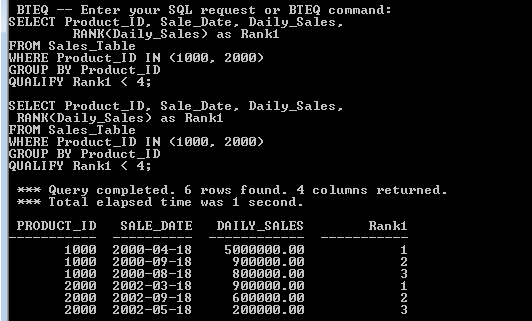 BTEQ -- Enter your SQL request or BTEQ command:
SELECT Product_ID, Sale_Date, Daily_Sales,
RANK(Daily_Sales) as Rank1
FROM Sales_Table
WHERE Product_ID IN (1000, 2000)
GROUP BY Product_ID
QUALIFY Rank1 < 4;
SELECT Product_ID, Sale_Date, Daily_Sales,
RANK(Daily_Sales) as Rank1
FROM Sales_Table
WHERE Product_ID IN (1000, 2000)
GROUP BY Product_ID
QUALIFY Rank1 < 4;
*** Query completed. 6 rows found. 4 columns returned.
*** Total elapsed time was 1 second.
PRODUCT_ID SALE_DATE DAILY_SALES Rank1
----------- ---------- ------------ -----------
1000 2000-04-18 5000000.00 1
1000 2000-09-18 900000.00 2
1000 2000-08-18 800000.00 3
2000 2002-03-18 900000.00 1
2000 2002-09-18 600000.00 2
2000 2002-05-18 200000.00 3